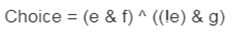 Choice = (e & f) ^ ((!e) & g)